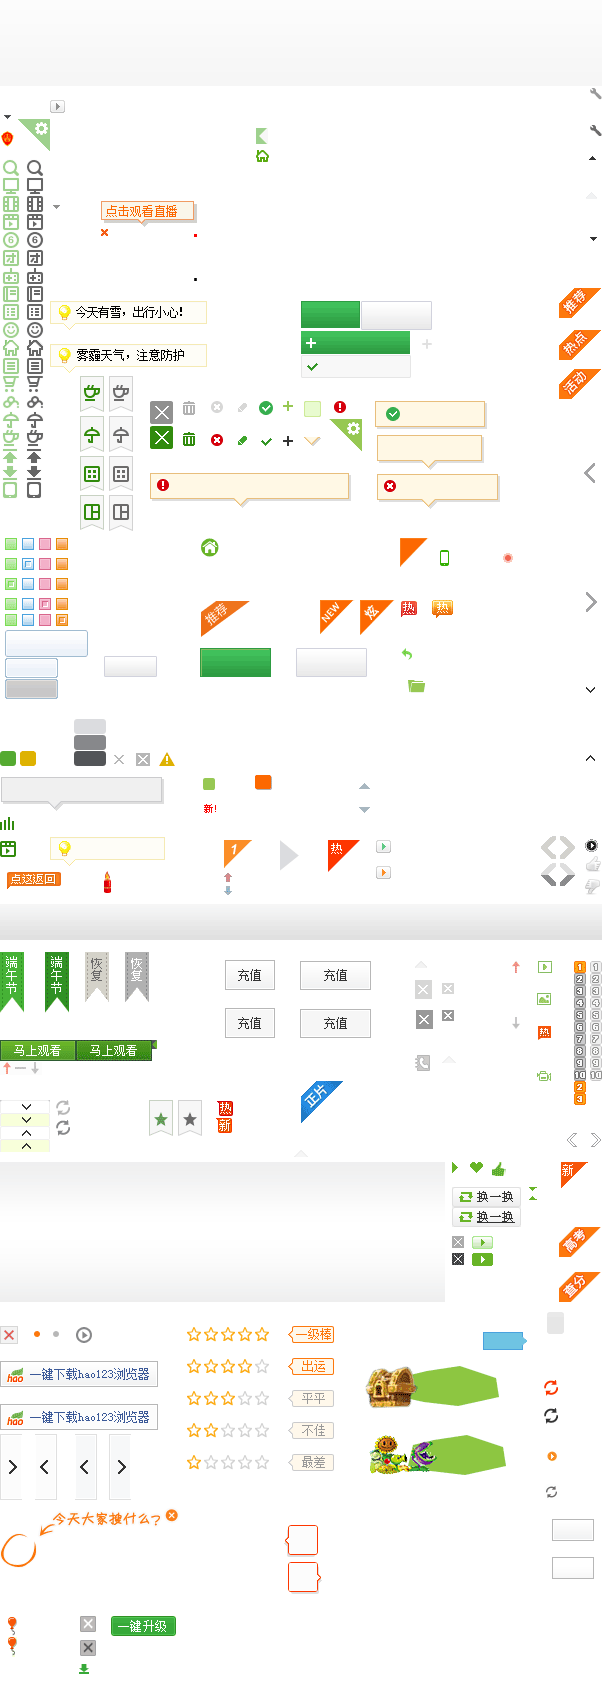 点击观看直播
推荐
今天有雪，出行小心!
热点
雾霾天气，注意防护
活动
推荐
NEW
炫
热
热
新!
1
热
点这返回
端午节
端午节
恢复
恢复
充值
充值
充值
充值
热
1
2
3
4
5
6
7
8
9
10
2
3
1
2
3
4
5
6
7
8
9
10
马上观看
马上观看
正片
热
新
新
换一换
换一换
高考
查分
一级棒
hao 一键下载hao123浏览器
出运
平平
hao 一键下载hao123浏览器
不佳
最差
今天大家搜什么?
一键升级